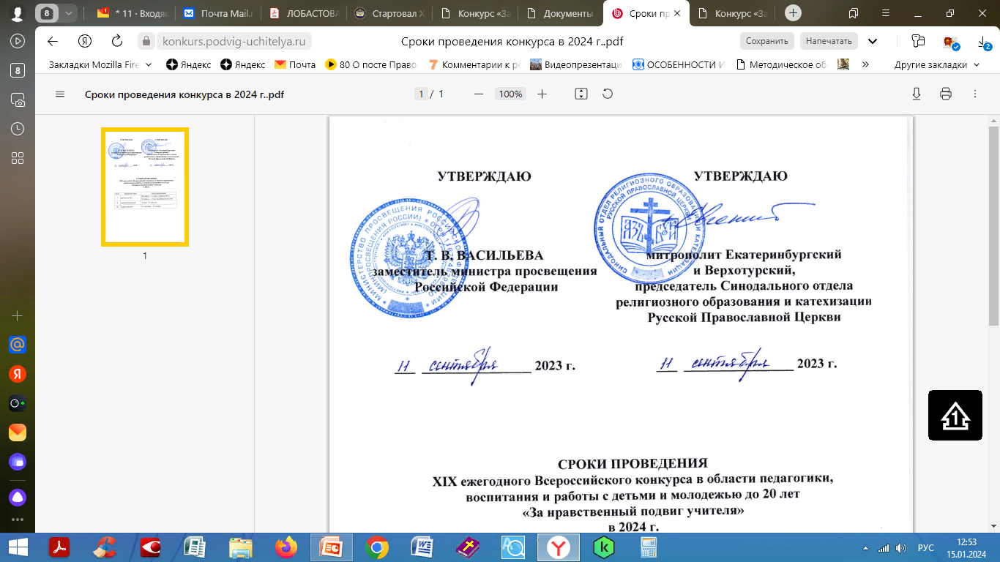 8
* 11 · Входящ
Почта Mail.r
ЛОБАСТОВА
Стартовал X
Конкурс «За
Документы
Сроки пр
Конкурс «За
konkurs.podvig-uchitelya.ru
Сроки проведения конкурса в 2024 г..pdf
Сохранить
Напечатать
2
Закладки Mozilla Fire
Яндекс
Яндекс
Почта
80 О посте Право
Комментарии к ре
Видеопрезентаци
ОСОБЕННОСТИ И
Методическое об
Другие закладки
8
Сроки проведения конкурса в 2024 г..pdf
1 / 1
100%
1
УТВЕРЖДАЮ
Т. В. ВАСИЛЬЕВА
заместитель министра просвещения
Российской Федерации
11 сентября 2023 г.
УТВЕРЖДАЮ
СИНОДАЛЬНЫЙ ОТДЕЛ РЕЛИГИОЗНОГО ОБРАЗОВАНИЯ И КАТЕХИЗАЦИИ
РУССКОЙ ПРАВОСЛАВНОЙ ЦЕРКВИ
митрополит Екатеринбургский
и Верхотурский,
председатель Синодального отдела
религиозного образования и катехизации
Русской Православной Церкви
11 сентября 2023 г.
СРОКИ ПРОВЕДЕНИЯ
XIX ежегодного Всероссийского конкурса в области педагогики,
воспитания и работы с детьми и молодежью до 20 лет
«За нравственный подвиг учителя»
в 2024 г.
1
РУС
12:53
15.01.2024